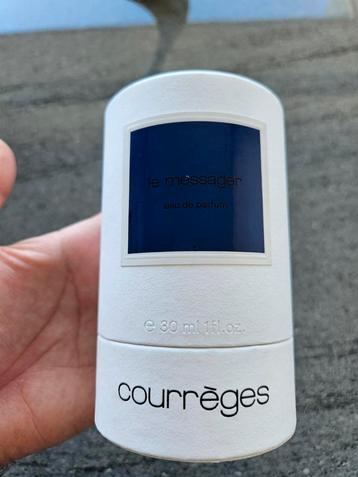 le messager
eau de parfum
e 30 ml 1fl.oz.
courrèges